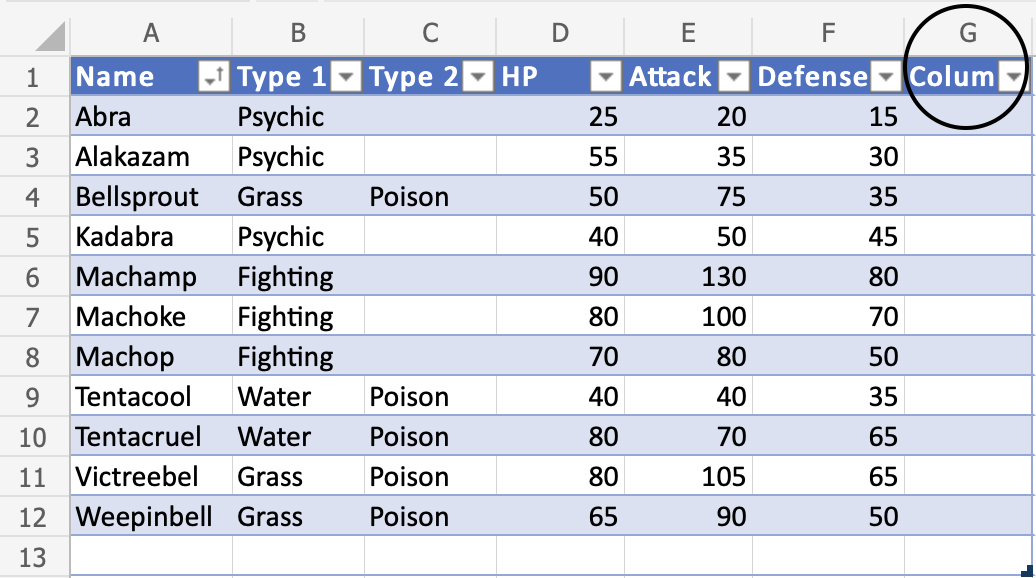 A B C D E F G
1 Name Type 1 Type 2 HP Attack Defense Colum
2 Abra Psychic 25 20 15
3 Alakazam Psychic 55 35 30
4 Bellsprout Grass Poison 50 75 35
5 Kadabra Psychic 40 50 45
6 Machamp Fighting 90 130 80
7 Machoke Fighting 80 100 70
8 Machop Fighting 70 80 50
9 Tentacool Water Poison 40 40 35
10 Tentacruel Water Poison 80 70 65
11 Victreebel Grass Poison 80 105 65
12 Weepinbell Grass Poison 65 90 50
13